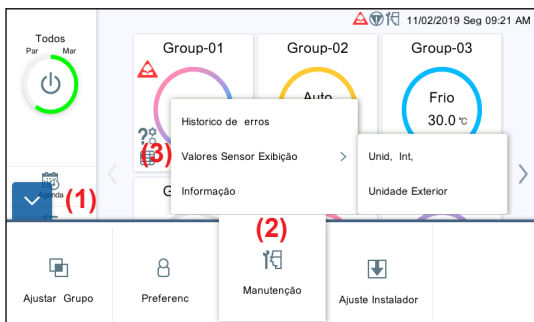 11/02/2019 Seg 09:21 AM
Todos
Par Mar
Group-01
Group-02
Group-03
Auto
Frio
30.0 ℃
Historico de erros
Valores Sensor Exibição >
Informação
Unid, Int,
Unidade Exterior
(3)
Agenda
(1)
(2)
Ajustar Grupo
Preferenc
Manutenção
Ajuste Instalador